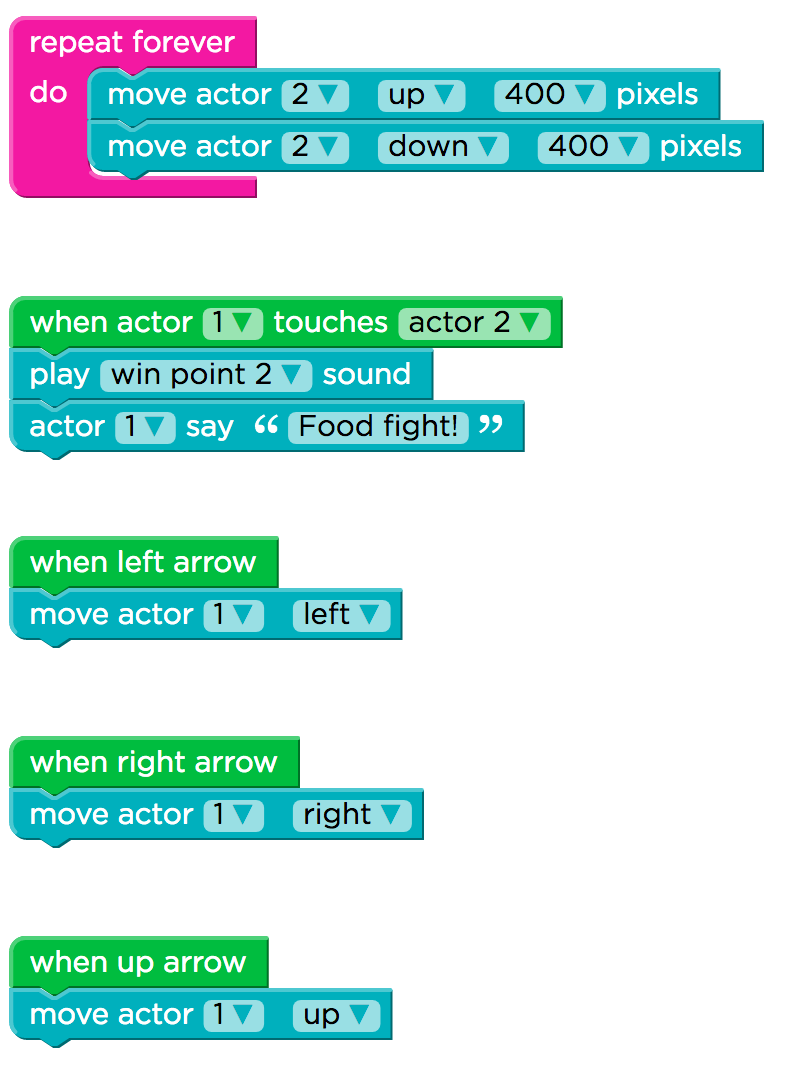 repeat forever
do move actor 2 ▼ up ▼ 400 ▼ pixels
move actor 2 ▼ down ▼ 400 ▼ pixels
when actor 1 ▼ touches actor 2 ▼
play win point 2 ▼ sound
actor 1 ▼ say “ Food fight! ”
when left arrow
move actor 1 ▼ left ▼
when right arrow
move actor 1 ▼ right ▼
when up arrow
move actor 1 ▼ up ▼